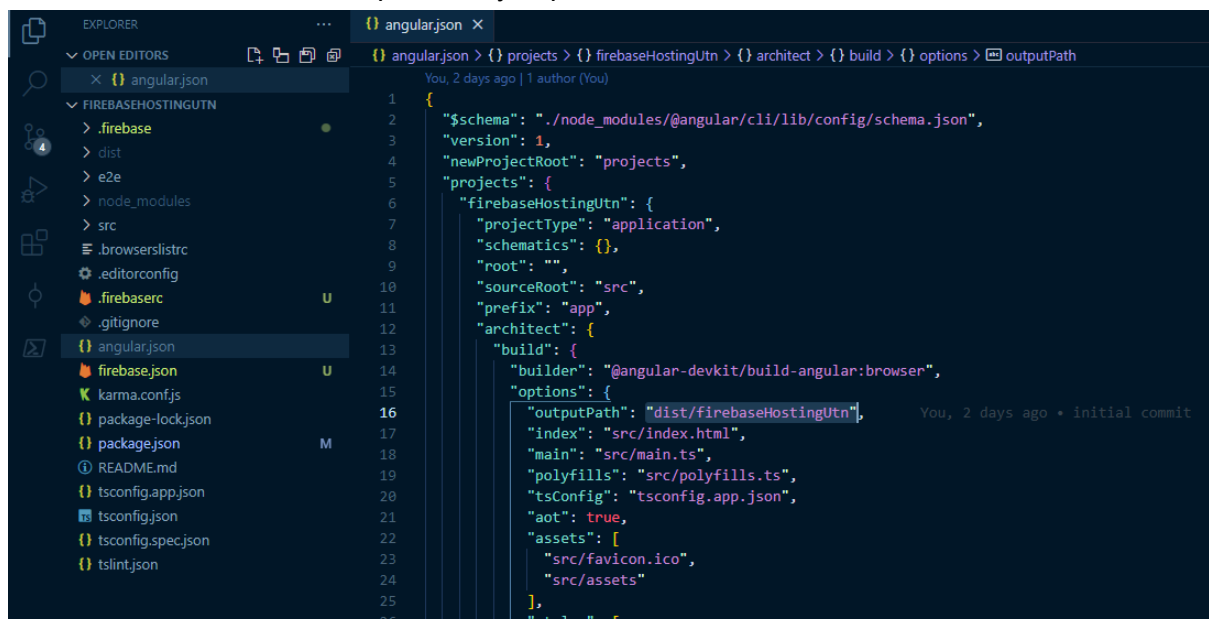 EXPLORER
···
{} angular.json ×
OPEN EDITORS
{} angular.json > {} projects > {} firebaseHostingUtn > {} architect > {} build > {} options > abc outputPath
× {} angular.json
You, 2 days ago | 1 author (You)
FIREBASEHOSTINGUTN
> .firebase
> dist
> e2e
> node_modules
> src
.browserslistrc
.editorconfig
.firebaserc U
.gitignore
{} angular.json
firebase.json U
K karma.conf.js
{} package-lock.json
{} package.json M
README.md
{} tsconfig.app.json
TS tsconfig.json
{} tsconfig.spec.json
{} tslint.json
4
1 {
2 "$schema": "./node_modules/@angular/cli/lib/config/schema.json",
3 "version": 1,
4 "newProjectRoot": "projects",
5 "projects": {
6 "firebaseHostingUtn": {
7 "projectType": "application",
8 "schematics": {},
9 "root": "",
10 "sourceRoot": "src",
11 "prefix": "app",
12 "architect": {
13 "build": {
14 "builder": "@angular-devkit/build-angular:browser",
15 "options": {
16 "outputPath": "dist/firebaseHostingUtn", You, 2 days ago • initial commit
17 "index": "src/index.html",
18 "main": "src/main.ts",
19 "polyfills": "src/polyfills.ts",
20 "tsConfig": "tsconfig.app.json",
21 "aot": true,
22 "assets": [
23 "src/favicon.ico",
24 "src/assets"
25 ],